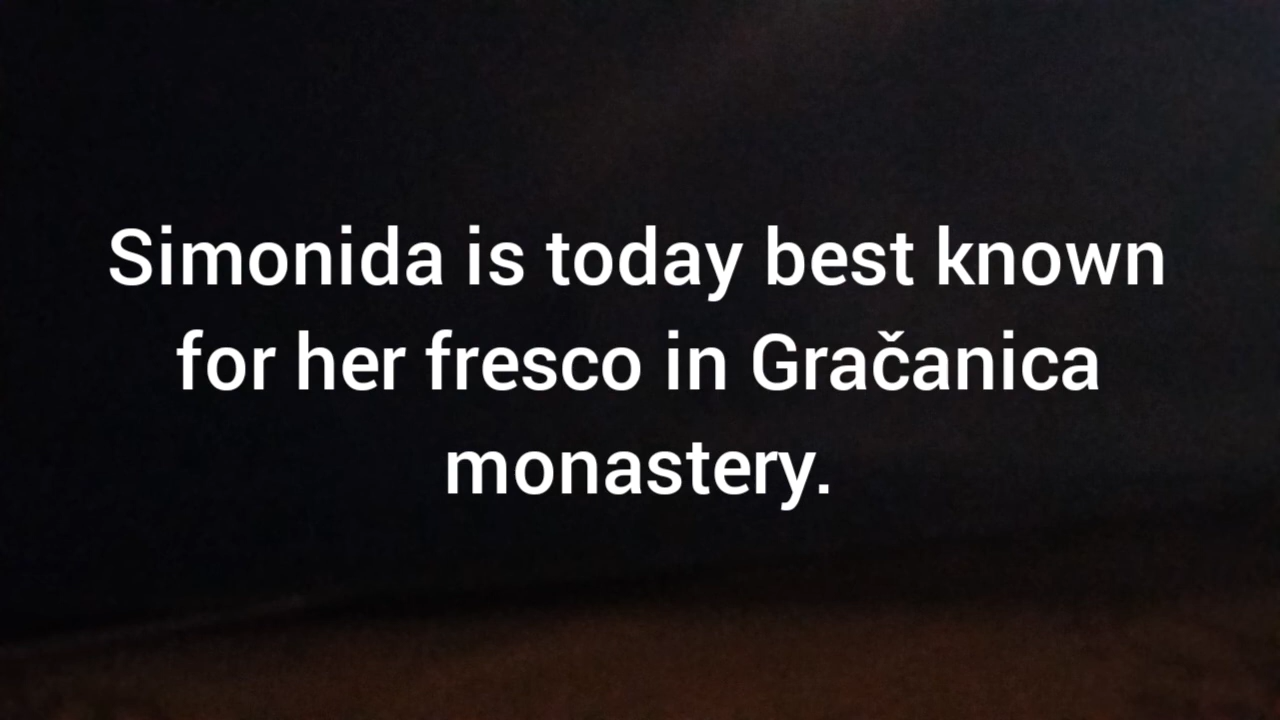 Simonida is today best known
for her fresco in Gračanica
monastery.